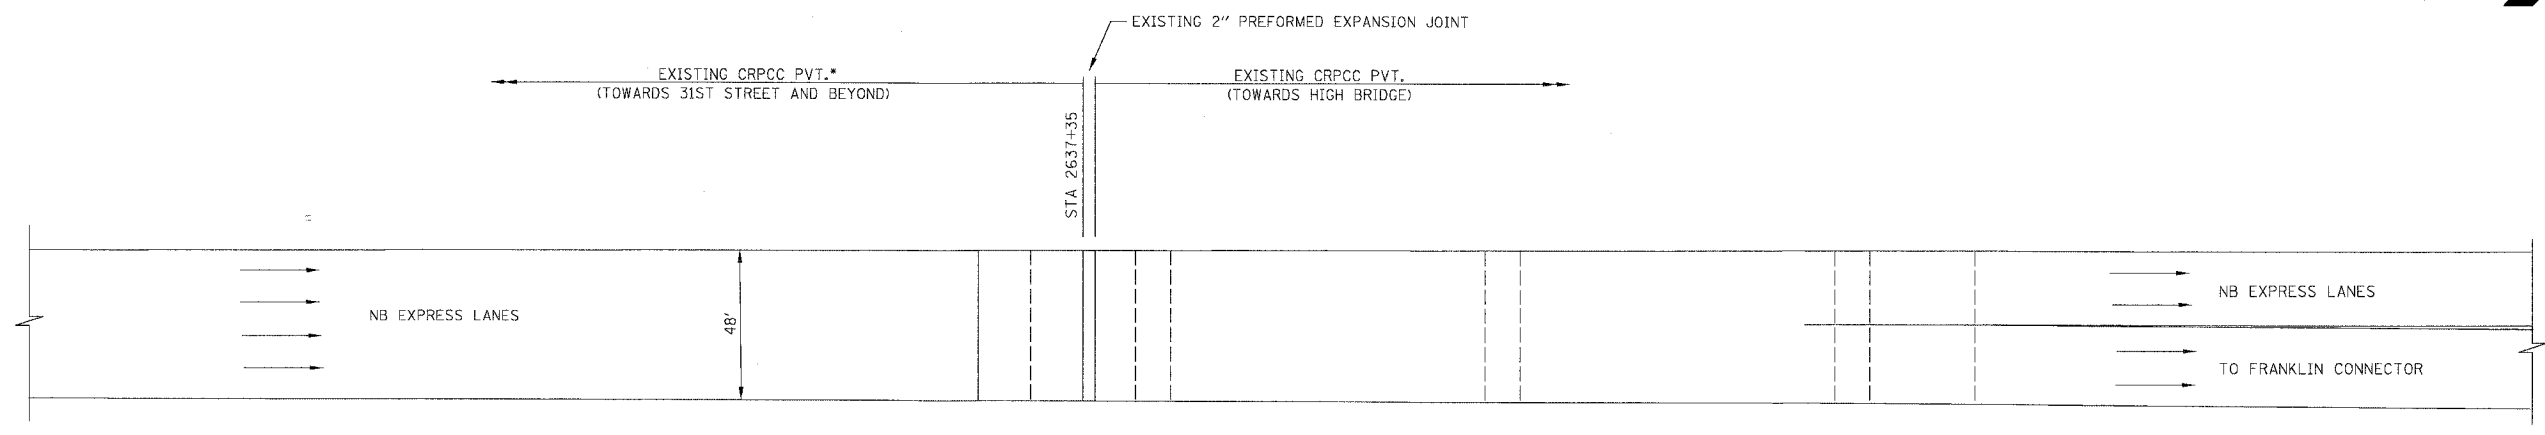 EXISTING 2" PREFORMED EXPANSION JOINT
EXISTING CRPCC PVT.*
(TOWARDS 31ST STREET AND BEYOND)
EXISTING CRPCC PVT.
(TOWARDS HIGH BRIDGE)
STA 2637+35
NB EXPRESS LANES
48'
NB EXPRESS LANES
TO FRANKLIN CONNECTOR